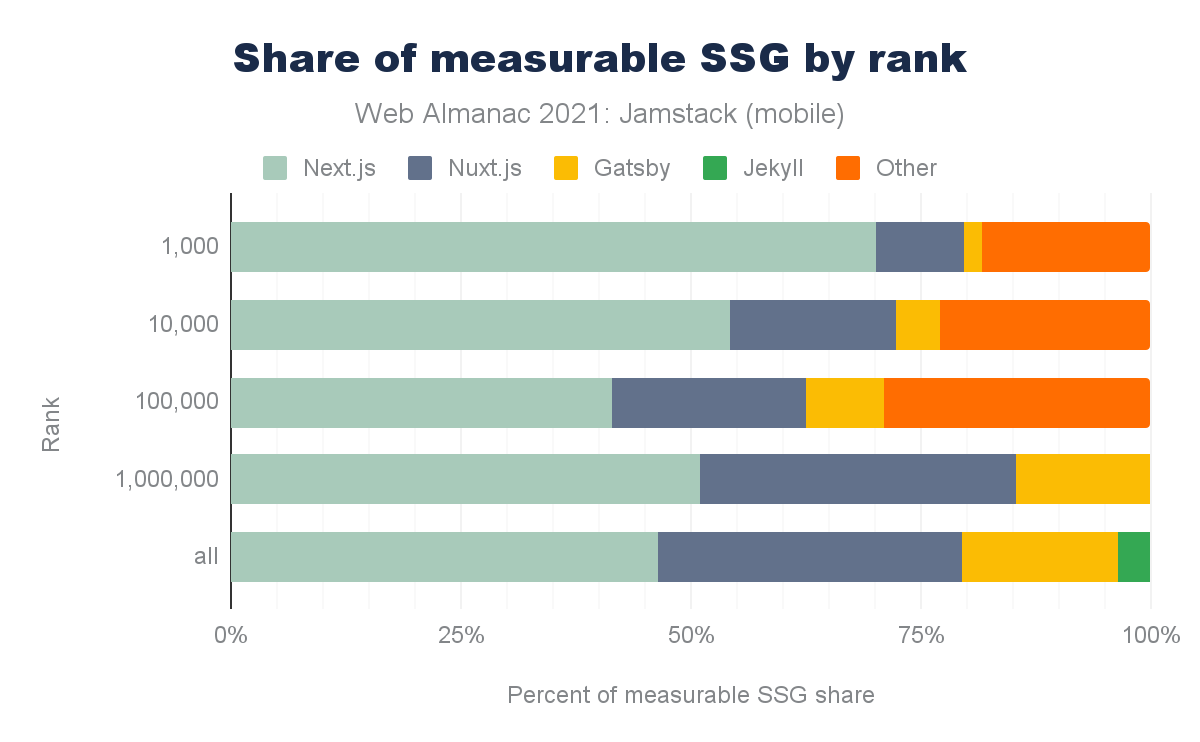 Share of measurable SSG by rank
Web Almanac 2021: Jamstack (mobile)
Next.js Nuxt.js Gatsby Jekyll Other
1,000
10,000
100,000
1,000,000
all
Rank
0% 25% 50% 75% 100%
Percent of measurable SSG share